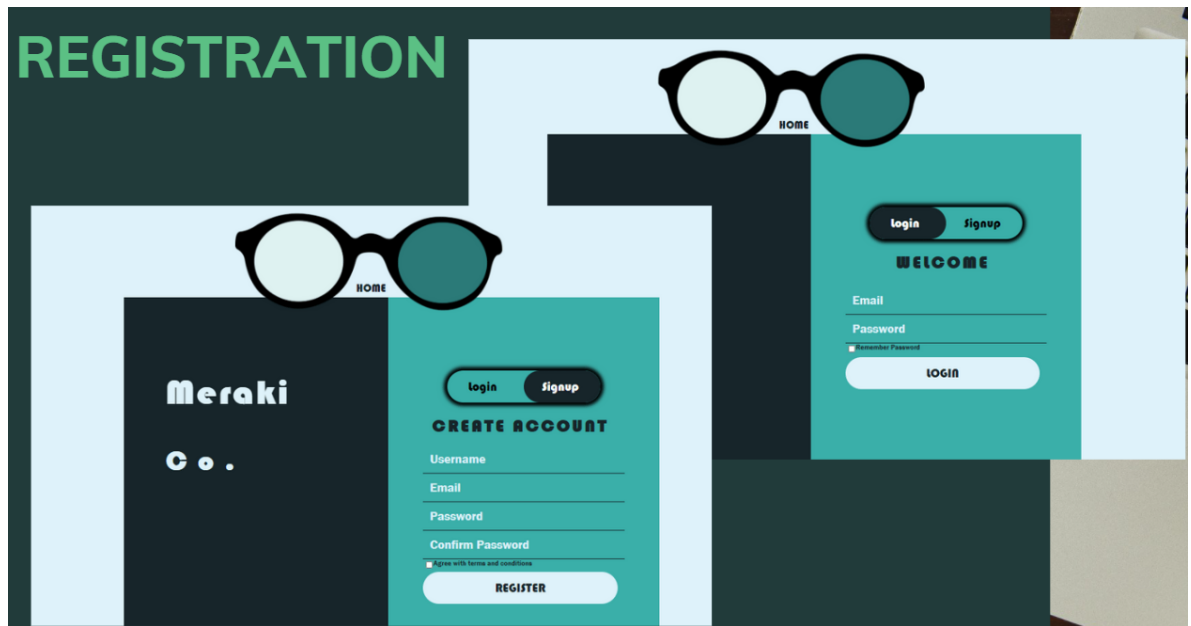 REGISTRATION
HOME
Login Signup
WELCOME
Email
Password
Remember Password
LOGIN
HOME
Meraki
Co.
Login Signup
CREATE ACCOUNT
Username
Email
Password
Confirm Password
Agree with terms and conditions
REGISTER